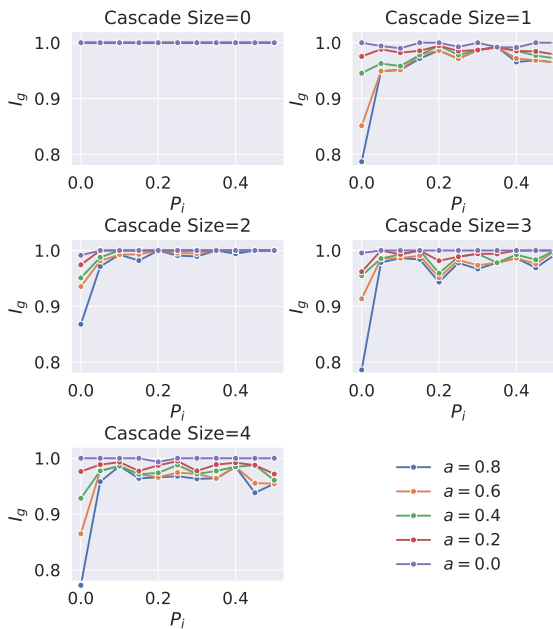 Cascade Size=0
Cascade Size=1
1.0
0.9
0.8
I_g
0.0 0.2 0.4
P_i
1.0
0.9
0.8
I_g
0.0 0.2 0.4
P_i
Cascade Size=2
Cascade Size=3
1.0
0.9
0.8
I_g
0.0 0.2 0.4
P_i
1.0
0.9
0.8
I_g
0.0 0.2 0.4
P_i
Cascade Size=4
1.0
0.9
0.8
I_g
0.0 0.2 0.4
P_i
a = 0.8
a = 0.6
a = 0.4
a = 0.2
a = 0.0